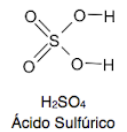 O O—H
S
O O—H
H₂SO₄
Ácido Sulfúrico